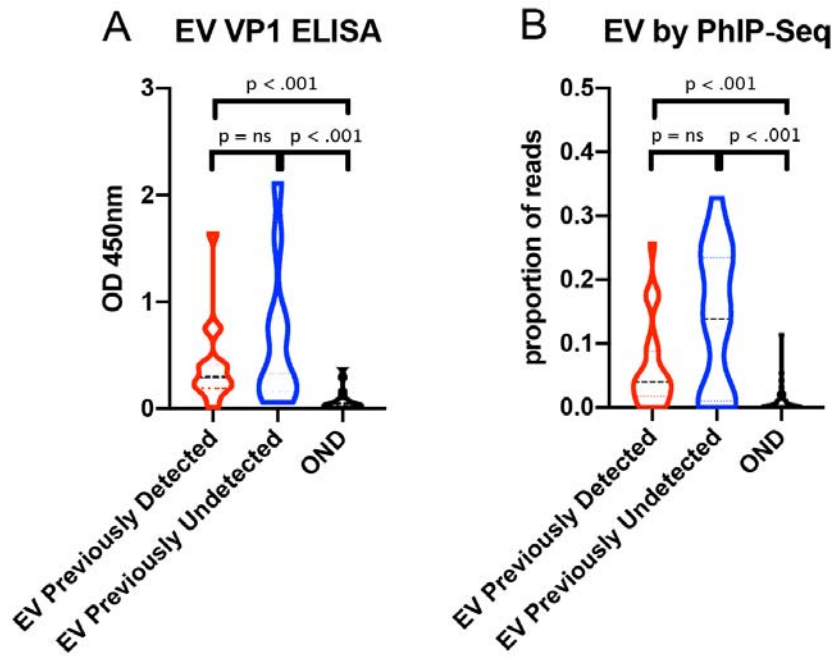 A EV VP1 ELISA
OD 450nm
3
2
1
0
p < .001
p = ns p < .001
EV Previously Detected
EV Previously Undetected
OND
B EV by PhIP-Seq
proportion of reads
0.5
0.4
0.3
0.2
0.1
0.0
p < .001
p = ns p < .001
EV Previously Detected
EV Previously Undetected
OND